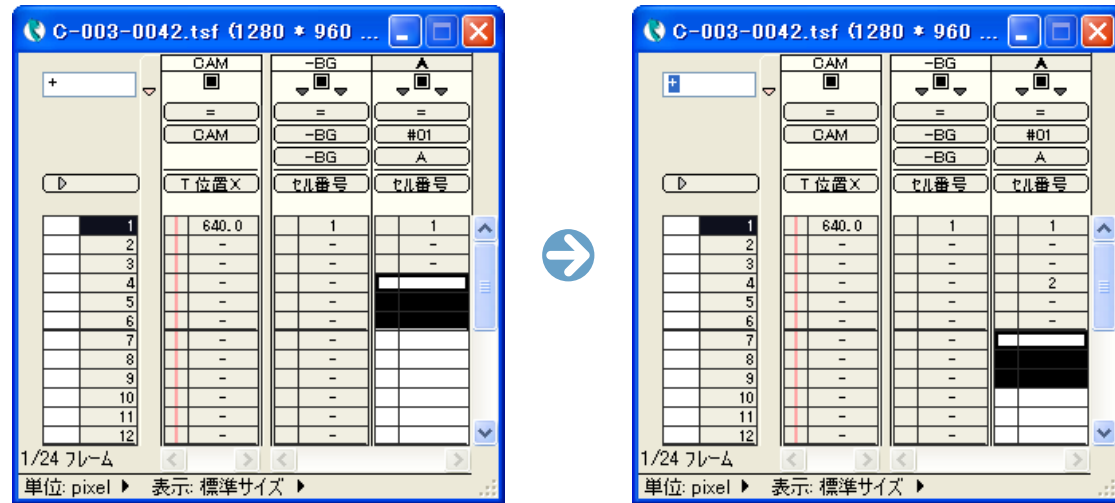 C-003-0042.tsf (1280 * 960 ...
CAM -BG A
+
= = =
CAM -BG #01
-BG A
T 位置X セル番号 セル番号
1 640.0 1 1
2 - - -
3 - - -
4 - -
5 - -
6 - -
7 - -
8 - -
9 - -
10 - -
11 - -
12 - -
1/24 フレーム
単位: pixel 表示: 標準サイズ
C-003-0042.tsf (1280 * 960 ...
CAM -BG A
+
= = =
CAM -BG #01
-BG A
T 位置X セル番号 セル番号
1 640.0 1 1
2 - - -
3 - - -
4 - - 2
5 - - -
6 - - -
7 - -
8 - -
9 - -
10 - -
11 - -
12 - -
1/24 フレーム
単位: pixel 表示: 標準サイズ